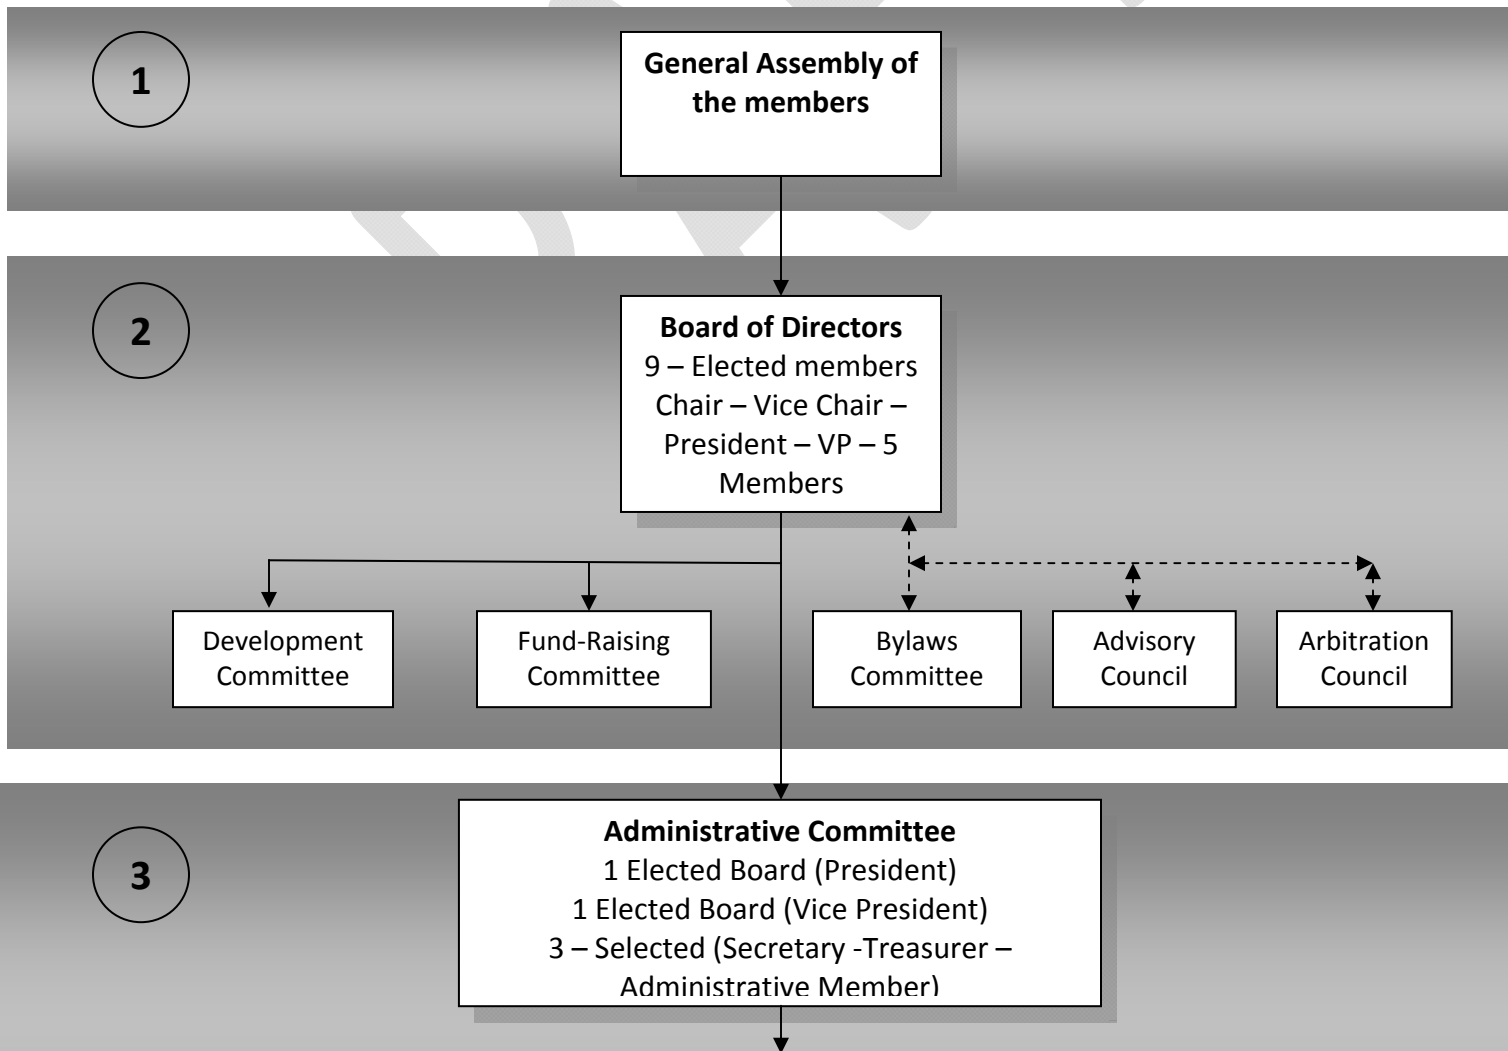 1
General Assembly of
the members
2
Board of Directors
9 – Elected members
Chair – Vice Chair –
President – VP – 5
Members
Development
Committee
Fund-Raising
Committee
Bylaws
Committee
Advisory
Council
Arbitration
Council
3
Administrative Committee
1 Elected Board (President)
1 Elected Board (Vice President)
3 – Selected (Secretary -Treasurer –
Administrative Member)